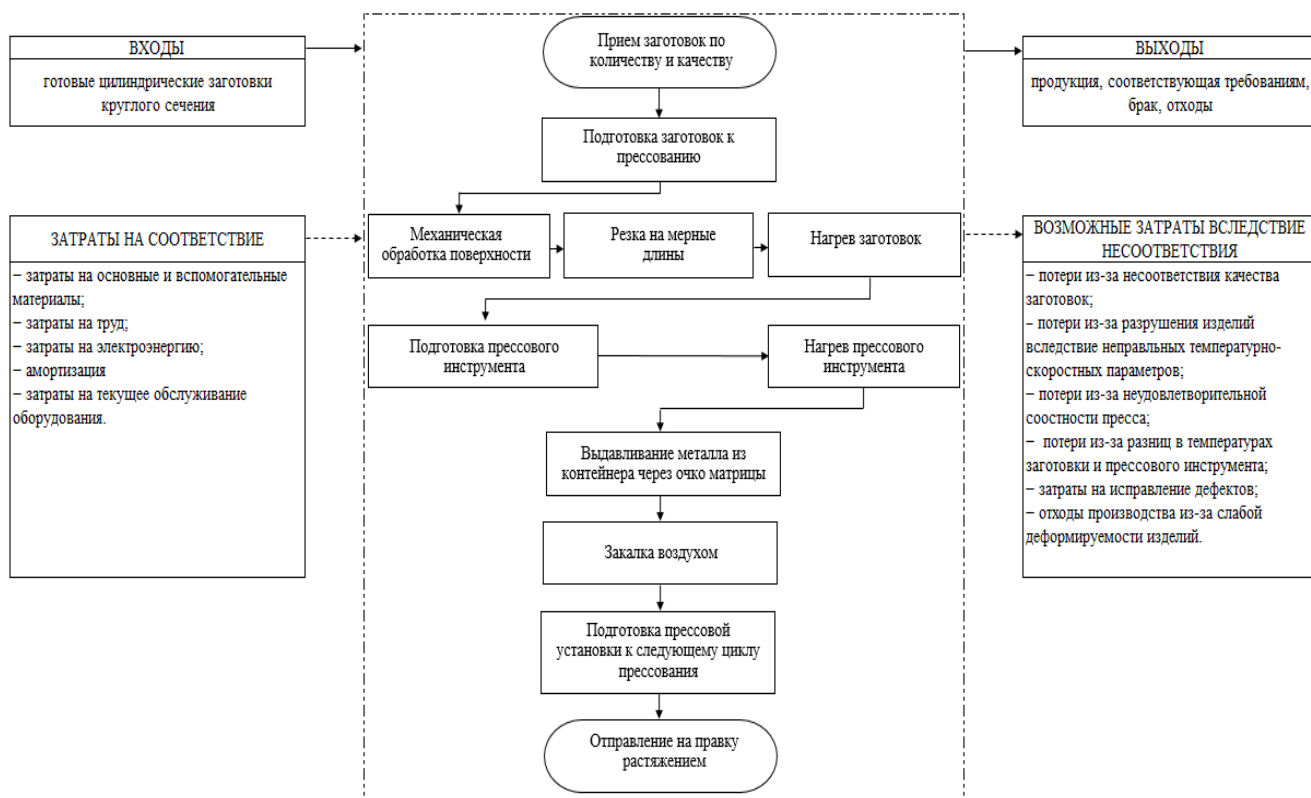 ВХОДЫ
готовые цилиндрические заготовки
круглого сечения
Прием заготовок по
количеству и качеству
ВЫХОДЫ
продукция, соответствующая требованиям,
брак, отходы
Подготовка заготовок к
прессованию
ЗАТРАТЫ НА СООТВЕТСТВИЕ
– затраты на основные и вспомогательные
материалы;
– затраты на труд;
– затраты на электроэнергию;
– амортизация
– затраты на текущее обслуживание
оборудования.
Механическая
обработка поверхности
Резка на мерные
длины
Нагрев заготовок
ВОЗМОЖНЫЕ ЗАТРАТЫ ВСЛЕДСТВИЕ
НЕСООТВЕТСТВИЯ
– потери из-за несоответствия качества
заготовок;
– потери из-за разрушения изделий
вследствие неправльных температурно-
скоростных параметров;
– потери из-за неудовлетворительной
соостности пресса;
– потери из-за разниц в температурах
заготовки и прессового инструмента;
– затраты на исправление дефектов;
– отходы производства из-за слабой
деформируемости изделий.
Подготовка прессового
инструмента
Нагрев прессового
инструмента
Выдавливание металла из
контейнера через очко матрицы
Закалка воздухом
Подготовка прессовой
установки к следующему циклу
прессования
Отправление на правку
растяжением